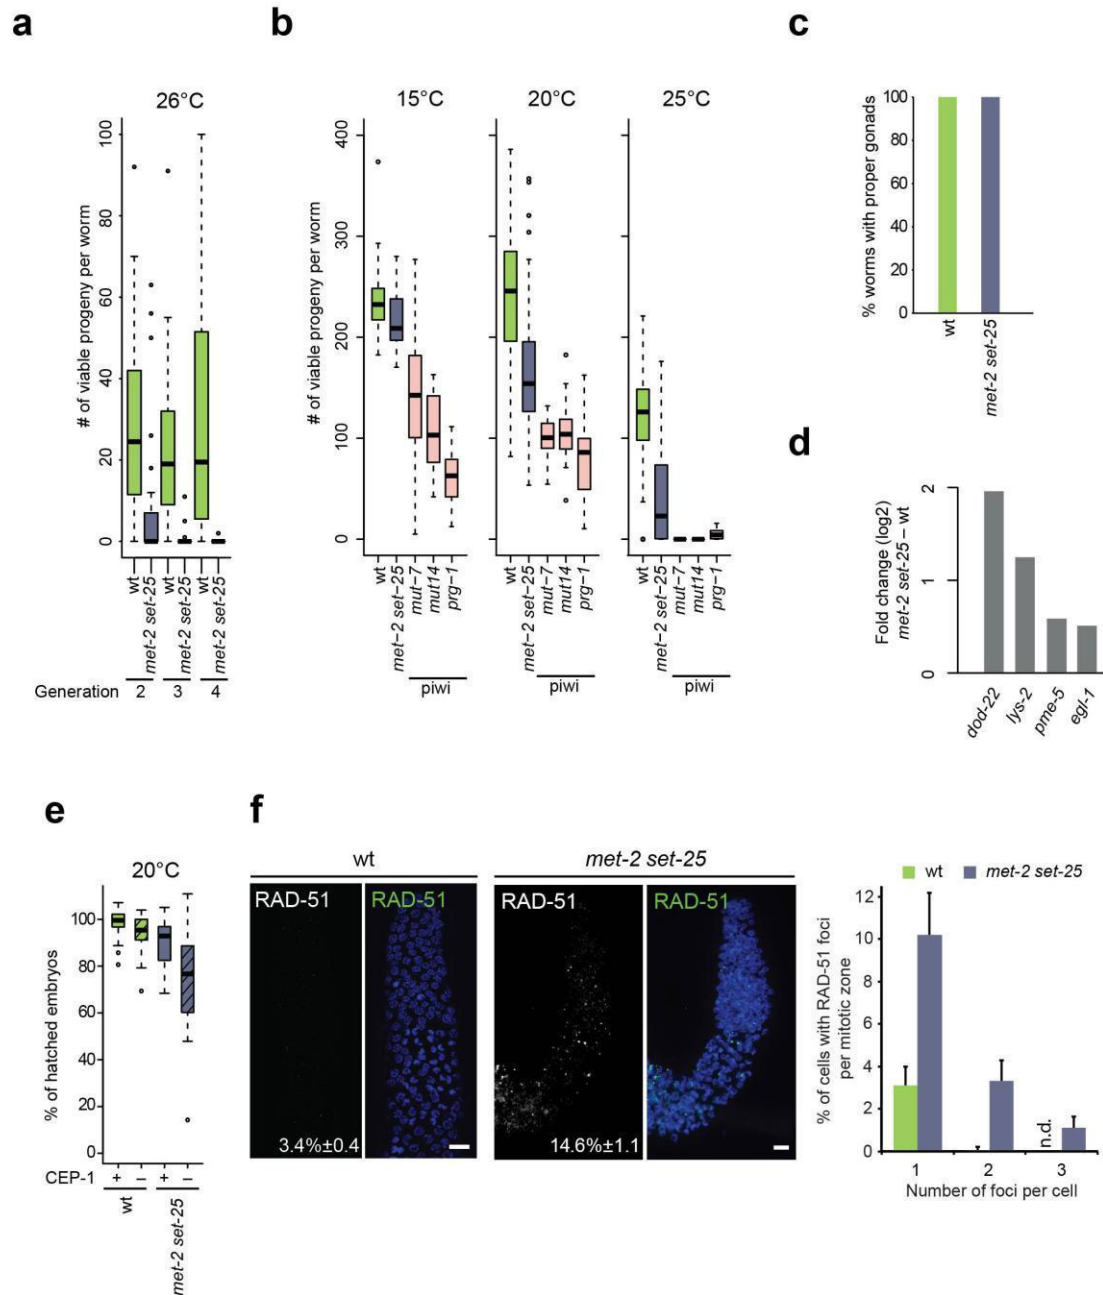 a
26°C
# of viable progeny per worm
100
80
60
40
20
0
wt
met-2 set-25
wt
met-2 set-25
wt
met-2 set-25
Generation 2 3 4
b
15°C 20°C 25°C
# of viable progeny per worm
400
300
200
100
0
wt
met-2 set-25
mut-7
mut14
prg-1
piwi
wt
met-2 set-25
mut-7
mut14
prg-1
piwi
wt
met-2 set-25
mut-7
mut14
prg-1
piwi
c
% worms with proper gonads
100
80
60
40
20
0
wt
met-2 set-25
d
Fold change (log2)
met-2 set-25 – wt
2
1
0
dod-22
lys-2
pme-5
egl-1
e
20°C
% of hatched embryos
100
80
60
40
20
0
CEP-1 + – + –
wt
met-2 set-25
f
wt
RAD-51
RAD-51
3.4%±0.4
met-2 set-25
RAD-51
RAD-51
14.6%±1.1
wt met-2 set-25
% of cells with RAD-51 foci
per mitotic zone
12
10
8
6
4
2
0
n.d.
1 2 3
Number of foci per cell